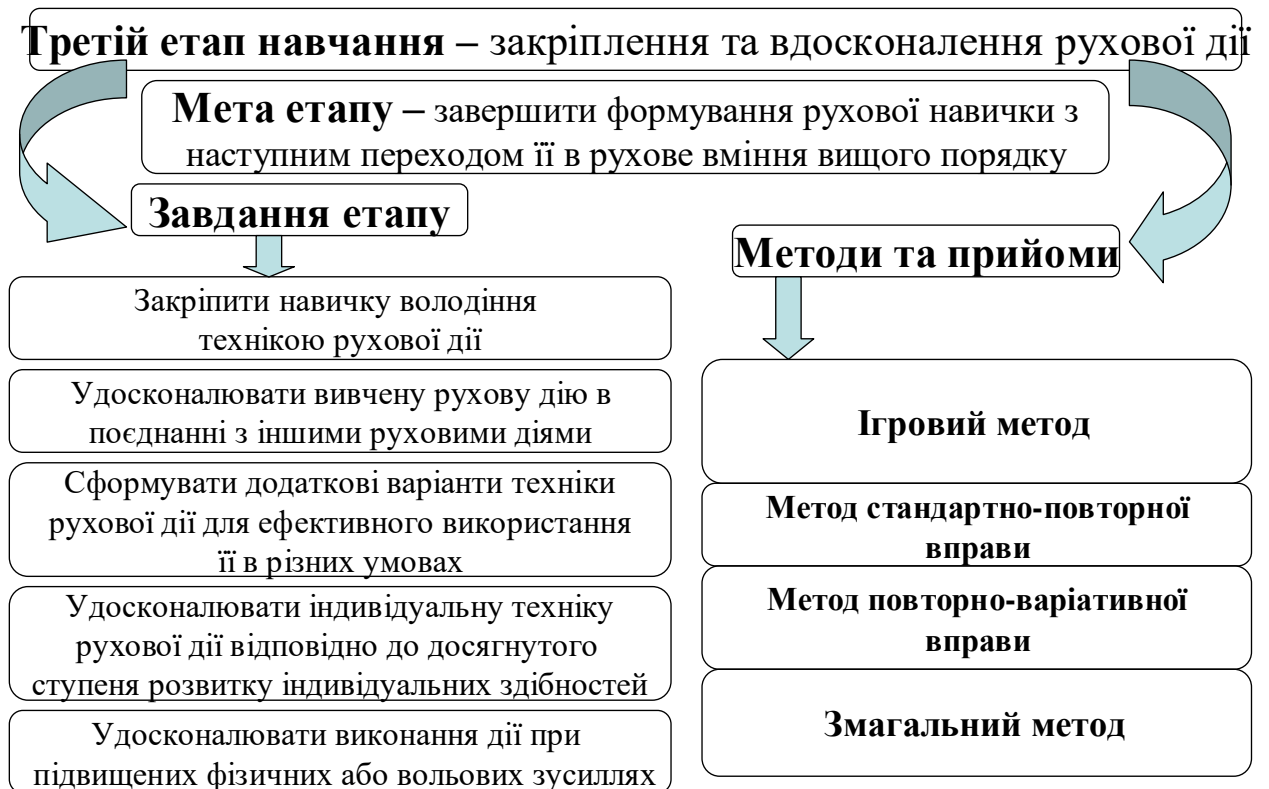 Третій етап навчання – закріплення та вдосконалення рухової дії
Мета етапу – завершити формування рухової навички з
наступним переходом її в рухове вміння вищого порядку
Завдання етапу
Закріпити навичку володіння
технікою рухової дії
Удосконалювати вивчену рухову дію в
поєднанні з іншими руховими діями
Сформувати додаткові варіанти техніки
рухової дії для ефективного використання
її в різних умовах
Удосконалювати індивідуальну техніку
рухової дії відповідно до досягнутого
ступеня розвитку індивідуальних здібностей
Удосконалювати виконання дії при
підвищених фізичних або вольових зусиллях
Методи та прийоми
Ігровий метод
Метод стандартно-повторної
вправи
Метод повторно-варіативної
вправи
Змагальний метод